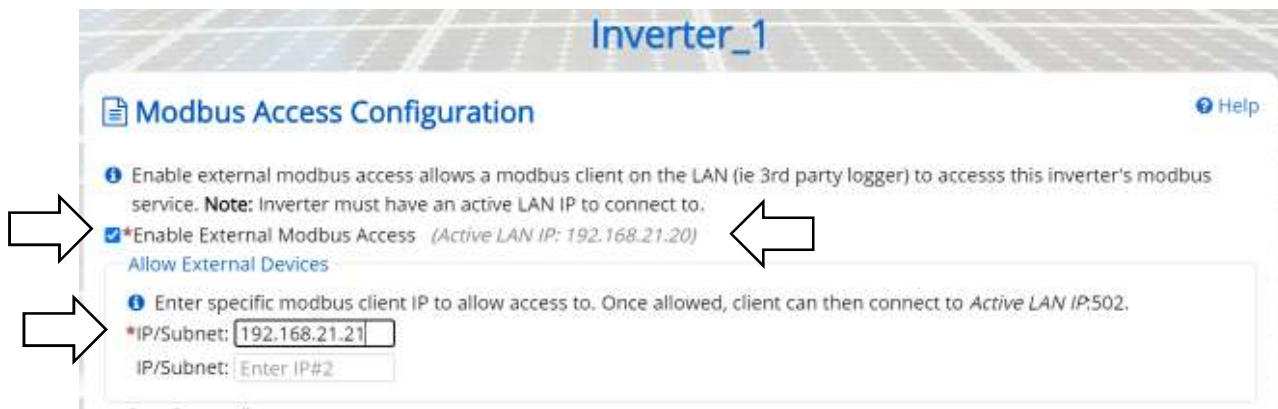 Inverter_1
Modbus Access Configuration
Help
Enable external modbus access allows a modbus client on the LAN (ie 3rd party logger) to accesss this inverter's modbus
service. Note: Inverter must have an active LAN IP to connect to.
*Enable External Modbus Access (Active LAN IP: 192.168.21.20)
Allow External Devices
Enter specific modbus client IP to allow access to. Once allowed, client can then connect to Active LAN IP:502.
*IP/Subnet: 192.168.21.21
IP/Subnet: Enter IP#2